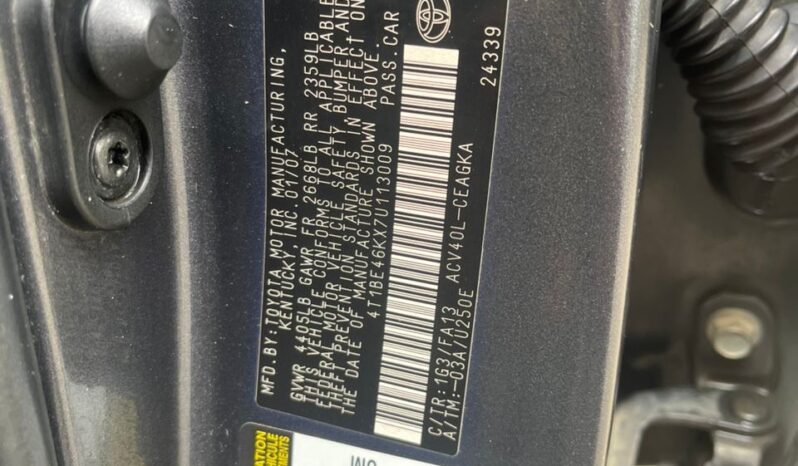 MFD.BY:TOYOTA MOTOR MANUFACTURING,
KENTUCKY, INC.01/07
GVWR 4405LB GAWR FR 2668LB RR 2359LB
THIS VEHICLE CONFORMS TO ALL APPLICABLE
FEDERAL MOTOR VEHICLE SAFETY, BUMPER AND
THEFT PREVENTION STANDARDS IN EFFECT ON
THE DATE OF MANUFACTURE SHOWN ABOVE.
4T1BE46KX7U113009 PASS.CAR
C/TR:1G3/FA13 ACV40L-CEAGKA
A/TM:-03A/U250E 24339